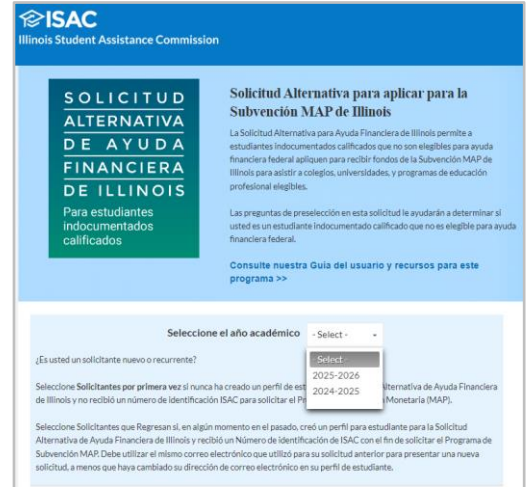 ISAC
Illinois Student Assistance Commission
SOLICITUD
ALTERNATIVA
DE AYUDA
FINANCIERA
DE ILLINOIS
Para estudiantes
indocumentados
calificados
Solicitud Alternativa para aplicar para la
Subvención MAP de Illinois
La Solicitud Alternativa para Ayuda Financiera de Illinois permite a
estudiantes indocumentados calificados que no son elegibles para ayuda
financiera federal apliquen para recibir fondos de la Subvención MAP de
Illinois para asistir a colegios, universidades, y programas de educación
profesional elegibles.
Las preguntas de preselección en esta solicitud le ayudarán a determinar si
usted es un estudiante indocumentado calificado que no es elegible para ayuda
financiera federal.
Consulte nuestra Guia del usuario y recursos para este
programa >>
Seleccione el año académico - Select -
- Select -
2025-2026
2024-2025
¿Es usted un solicitante nuevo o recurrente?
Seleccione Solicitantes por primera vez si nunca ha creado un perfil de est Alternativa de Ayuda Financiera
de Illinois y no recibió un número de identificación ISAC para solicitar el Pr Monetaria (MAP).
Seleccione Solicitantes que Regresan si, en algún momento en el pasado, creó un perfil para estudiante para la Solicitud
Alternativa de Ayuda Financiera de Illinois y recibió un Número de identificación de ISAC con el fin de solicitar el Programa de
Subvención MAP. Debe utilizar el mismo correo electrónico que utilizó para su solicitud anterior para presentar una nueva
solicitud, a menos que haya cambiado su dirección de correo electrónico en su perfil de estudiante.